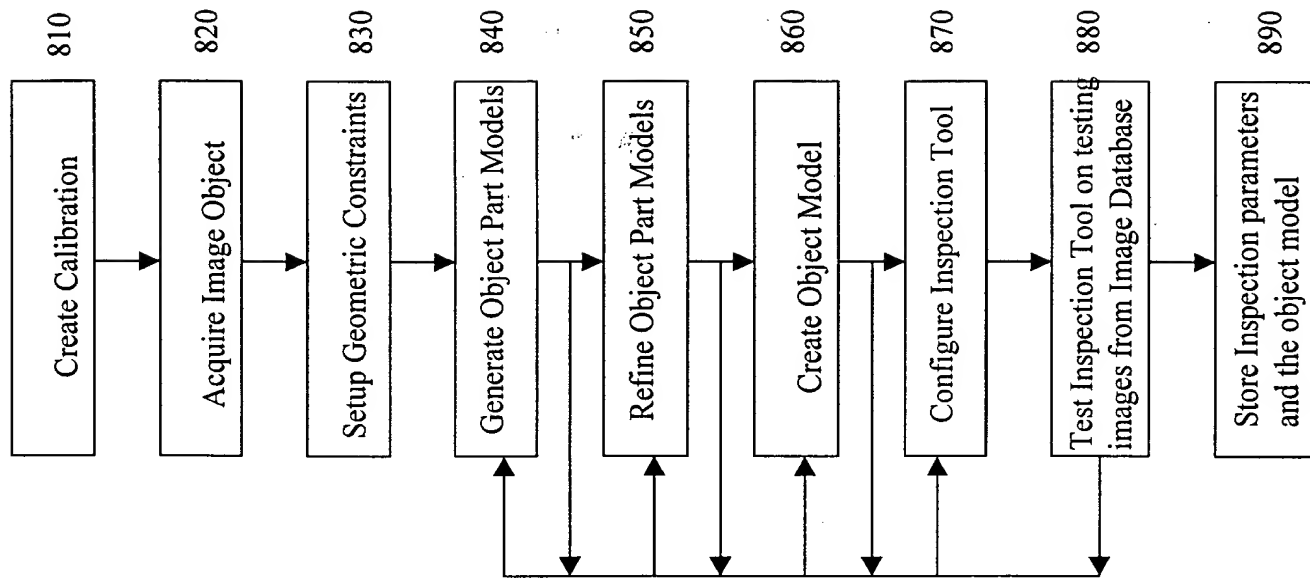 810
Create Calibration
820
Acquire Image Object
830
Setup Geometric Constraints
840
Generate Object Part Models
850
Refine Object Part Models
860
Create Object Model
870
Configure Inspection Tool
880
Test Inspection Tool on testing
images from Image Database
890
Store Inspection parameters
and the object model